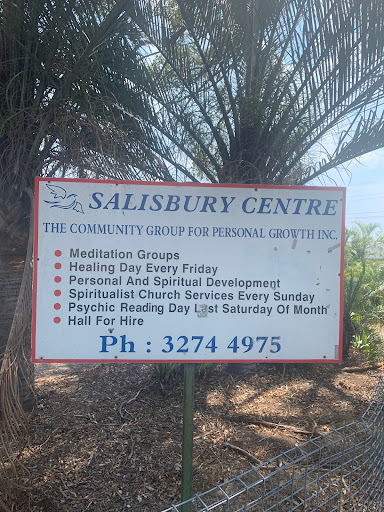 SALISBURY CENTRE
THE COMMUNITY GROUP FOR PERSONAL GROWTH INC.
• Meditation Groups
• Healing Day Every Friday
• Personal And Spiritual Development
• Spiritualist Church Services Every Sunday
• Psychic Reading Day Last Saturday Of Month
• Hall For Hire
Ph : 3274 4975